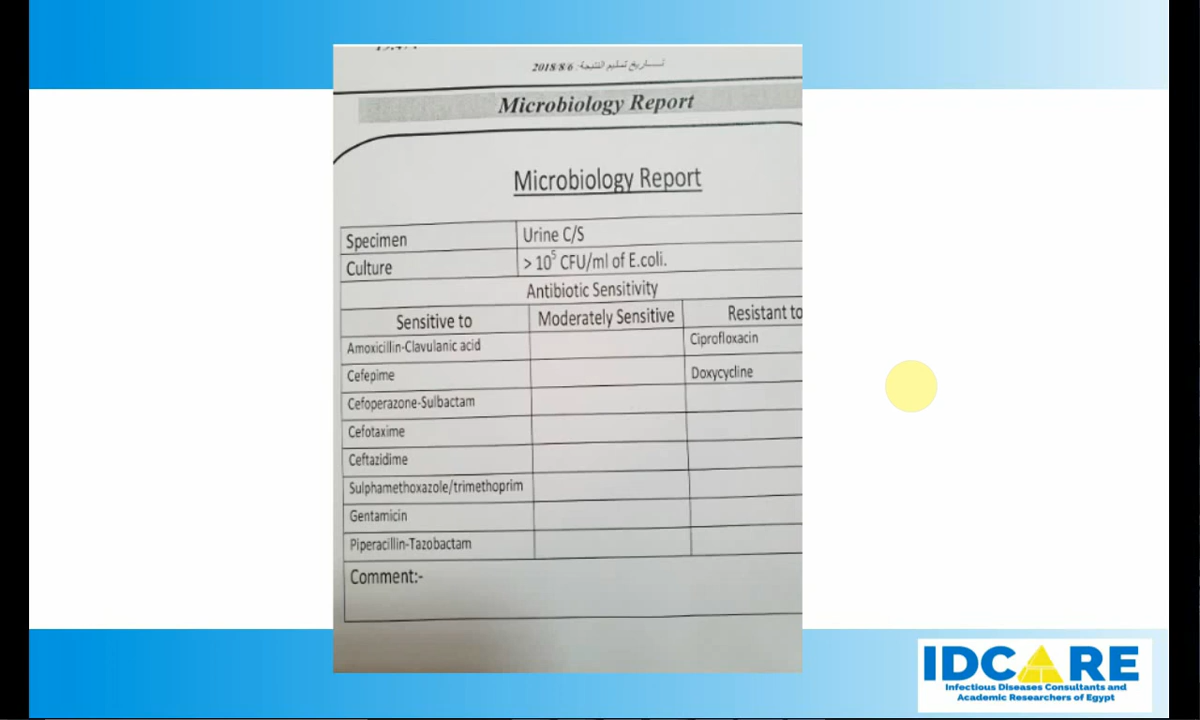 2018/8/6 :تـــاريخ تسليم النتيجة
Microbiology Report
Microbiology Report
Specimen Urine C/S
Culture > 10⁵ CFU/ml of E.coli.
Antibiotic Sensitivity
Sensitive to Moderately Sensitive Resistant to
Amoxicillin-Clavulanic acid Ciprofloxacin
Cefepime Doxycycline
Cefoperazone-Sulbactam
Cefotaxime
Ceftazidime
Sulphamethoxazole/trimethoprim
Gentamicin
Piperacillin-Tazobactam
Comment:-
IDCARE
Infectious Diseases Consultants and
Academic Researchers of Egypt